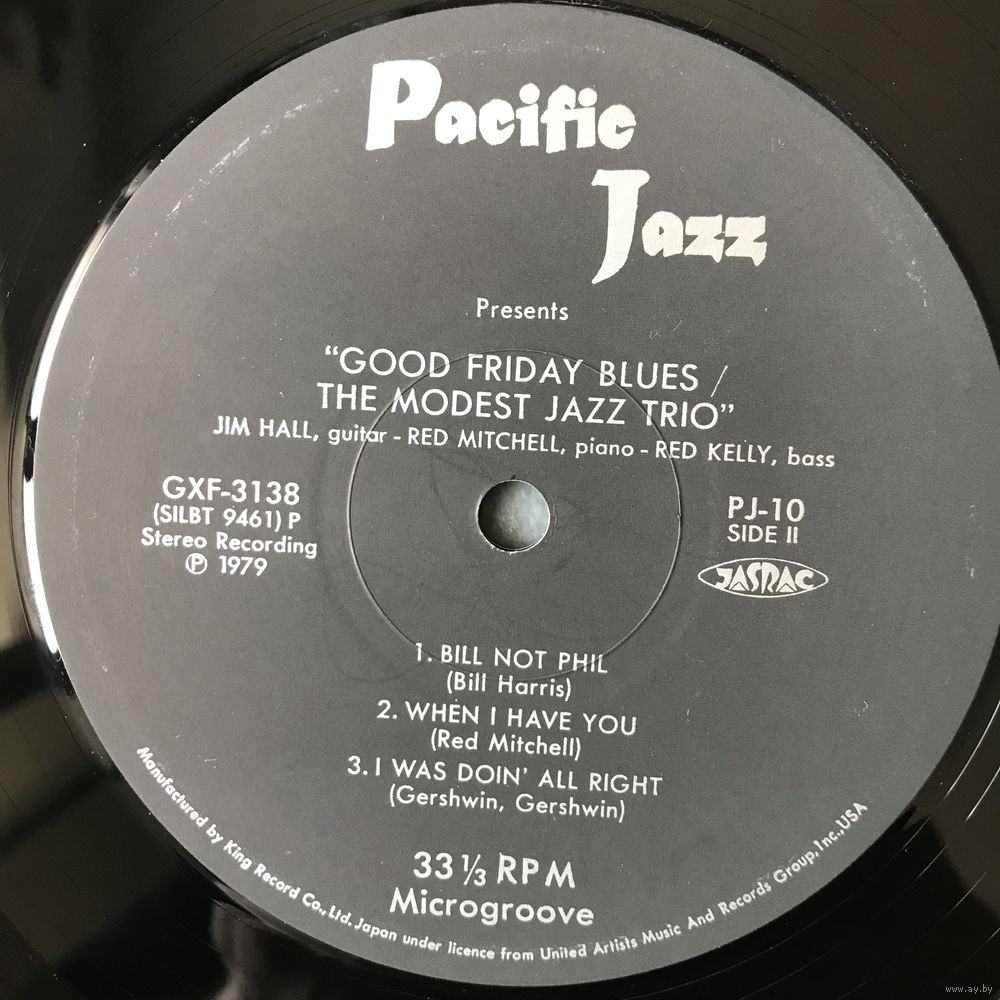 Pacific
Jazz
Presents
“GOOD FRIDAY BLUES /
THE MODEST JAZZ TRIO”
JIM HALL, guitar - RED MITCHELL, piano - RED KELLY, bass
GXF-3138
(SILBT 9461) P
Stereo Recording
℗ 1979
PJ-10
SIDE II
JASRAC
1. BILL NOT PHIL
(Bill Harris)
2. WHEN I HAVE YOU
(Red Mitchell)
3. I WAS DOIN’ ALL RIGHT
(Gershwin, Gershwin)
33 ⅓ RPM
Microgroove
Manufactured by King Record Co., Ltd. Japan under licence from United Artists Music And Records Group, Inc., USA
www.ay.by